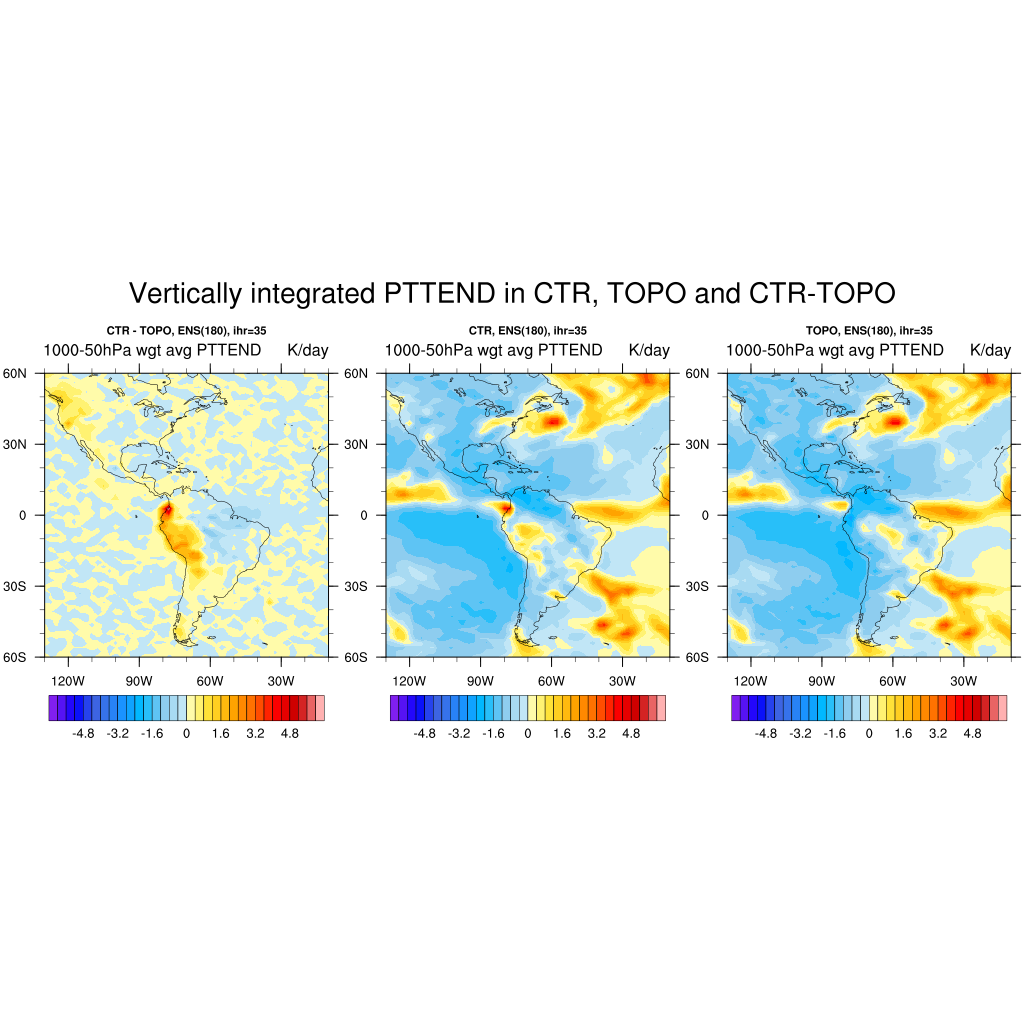 Vertically integrated PTTEND in CTR, TOPO and CTR-TOPO
CTR - TOPO, ENS(180), ihr=35
1000-50hPa wgt avg PTTEND K/day
60N
30N
0
30S
60S
120W 90W 60W 30W
-4.8 -3.2 -1.6 0 1.6 3.2 4.8
CTR, ENS(180), ihr=35
1000-50hPa wgt avg PTTEND K/day
60N
30N
0
30S
60S
120W 90W 60W 30W
-4.8 -3.2 -1.6 0 1.6 3.2 4.8
TOPO, ENS(180), ihr=35
1000-50hPa wgt avg PTTEND K/day
60N
30N
0
30S
60S
120W 90W 60W 30W
-4.8 -3.2 -1.6 0 1.6 3.2 4.8